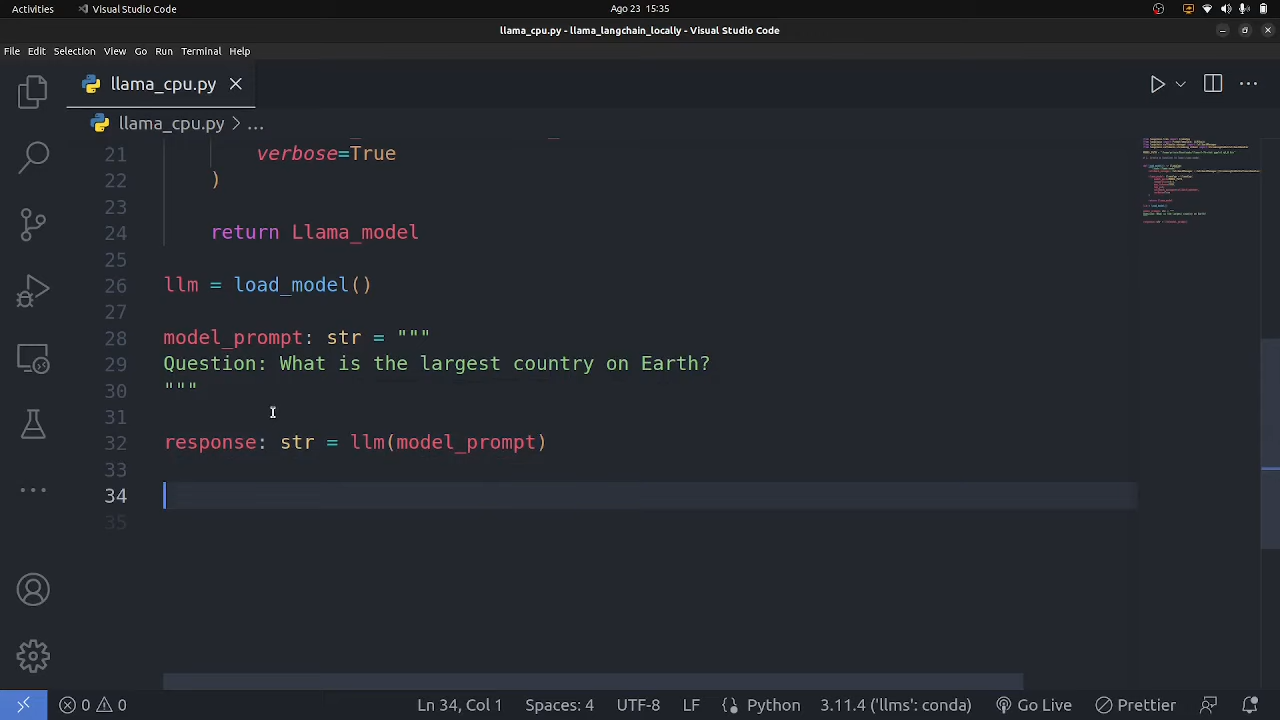 Activities Visual Studio Code Ago 23 15:35
llama_cpu.py - llama_langchain_locally - Visual Studio Code
File Edit Selection View Go Run Terminal Help
llama_cpu.py
llama_cpu.py > ...
21 verbose=True
22 )
23
24 return Llama_model
25
26 llm = load_model()
27
28 model_prompt: str = """
29 Question: What is the largest country on Earth?
30 """
31
32 response: str = llm(model_prompt)
33
34
35
0 0 Ln 34, Col 1 Spaces: 4 UTF-8 LF Python 3.11.4 ('llms': conda) Go Live Prettier